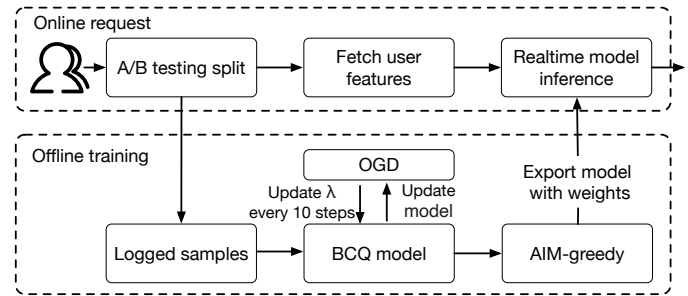 Online request
A/B testing split
Fetch user
features
Realtime model
inference
Offline training
OGD
Update λ
every 10 steps
Update
model
Export model
with weights
Logged samples
BCQ model
AIM-greedy